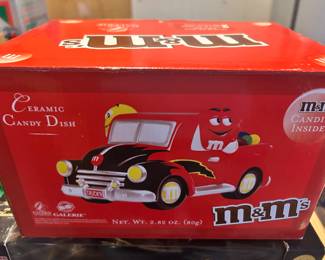 m&m's
CERAMIC
CANDY DISH
m&m's
CANDIES
INSIDE
GALERIE
NET. WT. 2.82 OZ. (80g)
m&m's